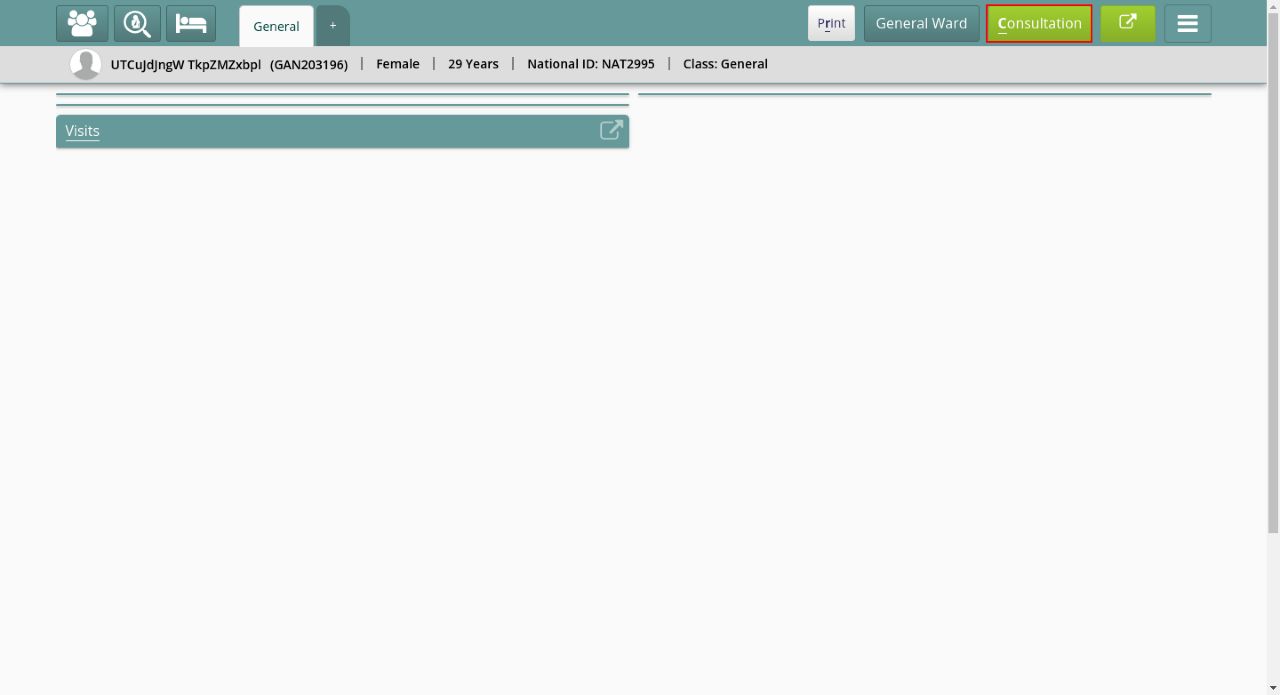 General
+
Print
General Ward
Consultation
UTCuJdJngW TkpZMZxbpl (GAN203196) | Female | 29 Years | National ID: NAT2995 | Class: General
Visits